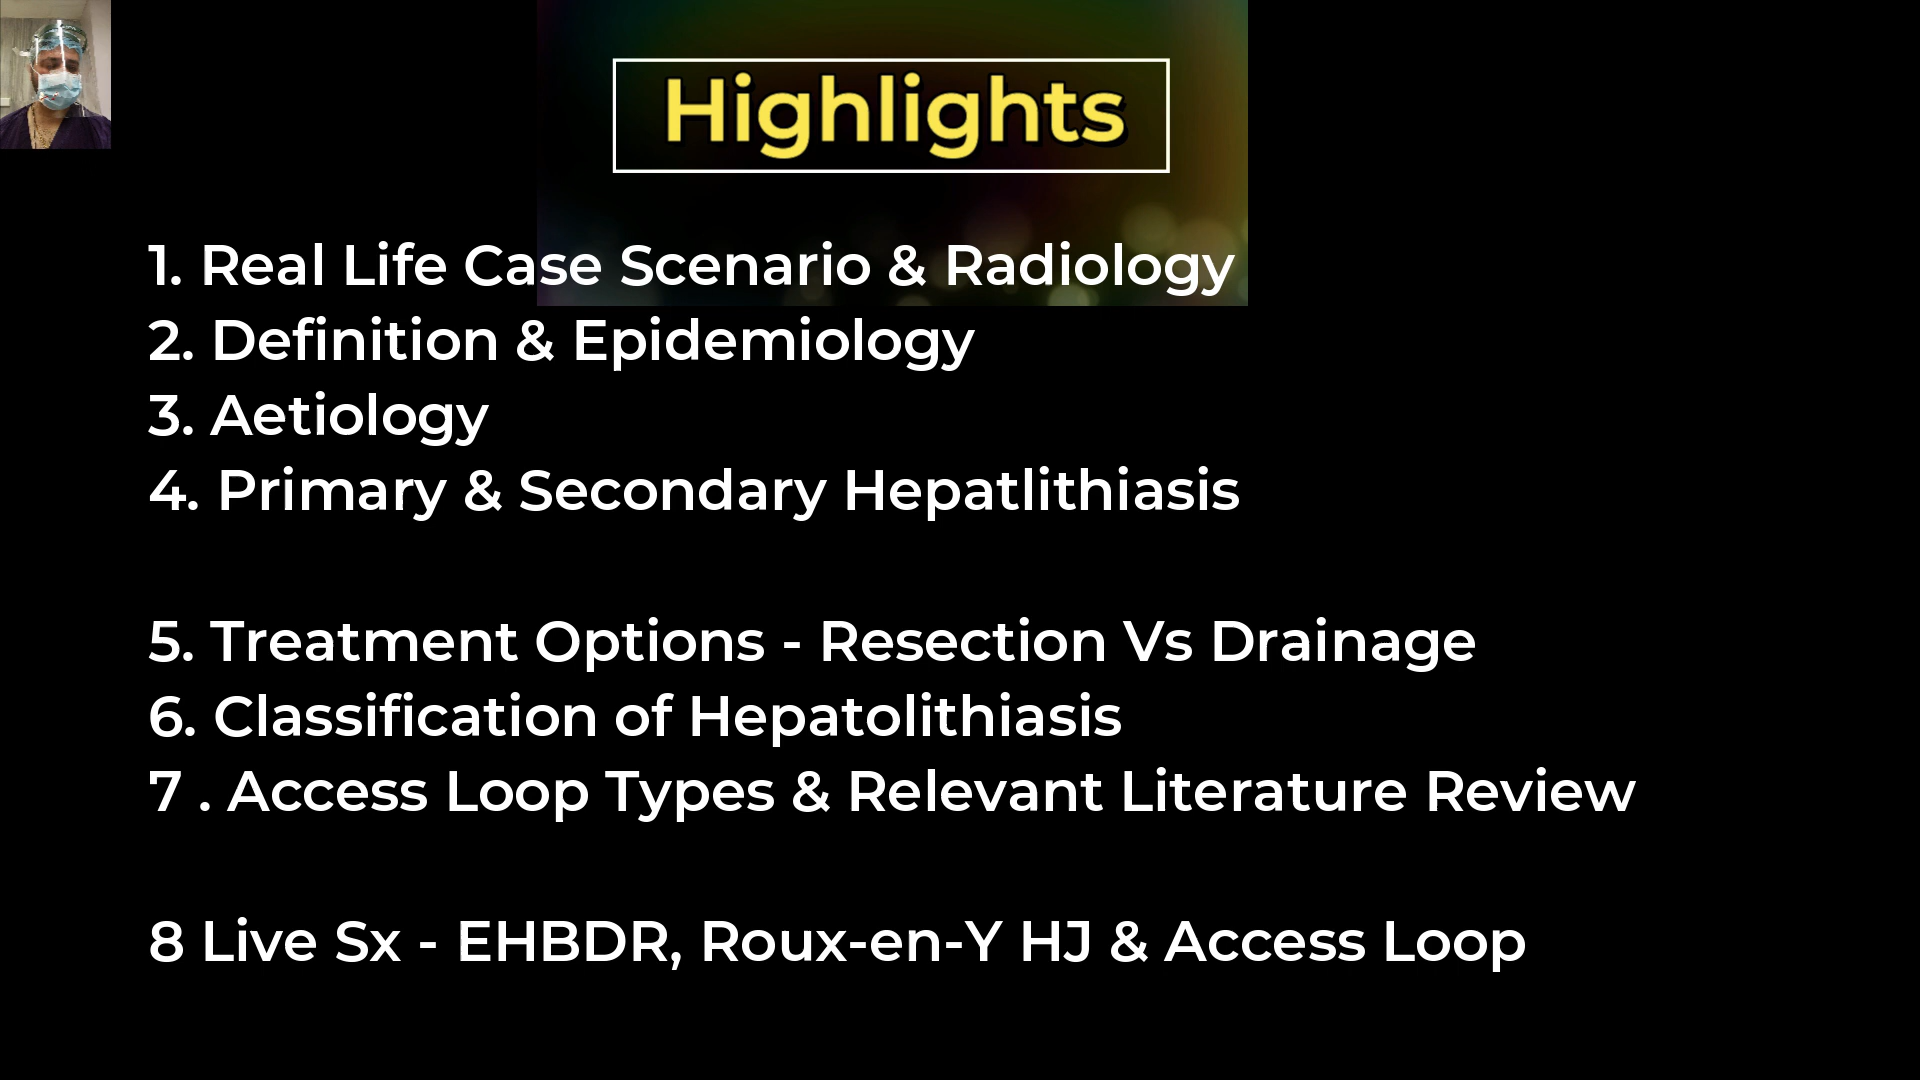 Highlights
1. Real Life Case Scenario & Radiology
2. Definition & Epidemiology
3. Aetiology
4. Primary & Secondary Hepatlithiasis
5. Treatment Options - Resection Vs Drainage
6. Classification of Hepatolithiasis
7 . Access Loop Types & Relevant Literature Review
8 Live Sx - EHBDR, Roux-en-Y HJ & Access Loop